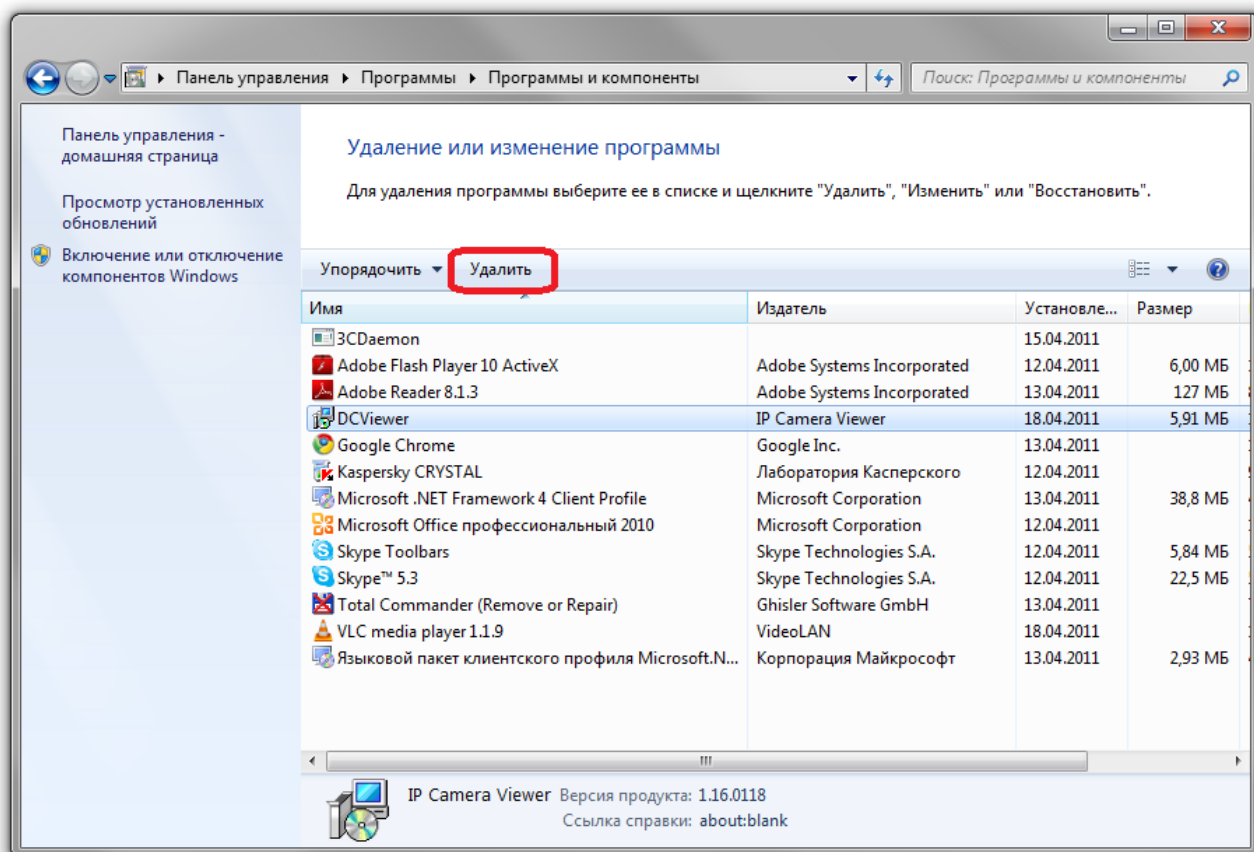 Панель управления ▸ Программы ▸ Программы и компоненты
Поиск: Программы и компоненты
Панель управления -
домашняя страница
Просмотр установленных
обновлений
Включение или отключение
компонентов Windows
Удаление или изменение программы
Для удаления программы выберите ее в списке и щелкните "Удалить", "Изменить" или "Восстановить".
Упорядочить Удалить
Имя Издатель Установле... Размер
3CDaemon 15.04.2011
Adobe Flash Player 10 ActiveX Adobe Systems Incorporated 12.04.2011 6,00 МБ
Adobe Reader 8.1.3 Adobe Systems Incorporated 13.04.2011 127 МБ
DCViewer IP Camera Viewer 18.04.2011 5,91 МБ
Google Chrome Google Inc. 13.04.2011
Kaspersky CRYSTAL Лаборатория Касперского 12.04.2011
Microsoft .NET Framework 4 Client Profile Microsoft Corporation 13.04.2011 38,8 МБ
Microsoft Office профессиональный 2010 Microsoft Corporation 12.04.2011
Skype Toolbars Skype Technologies S.A. 12.04.2011 5,84 МБ
Skype™ 5.3 Skype Technologies S.A. 12.04.2011 22,5 МБ
Total Commander (Remove or Repair) Ghisler Software GmbH 13.04.2011
VLC media player 1.1.9 VideoLAN 18.04.2011
Языковой пакет клиентского профиля Microsoft.N... Корпорация Майкрософт 13.04.2011 2,93 МБ
IP Camera Viewer Версия продукта: 1.16.0118
Ссылка справки: about:blank